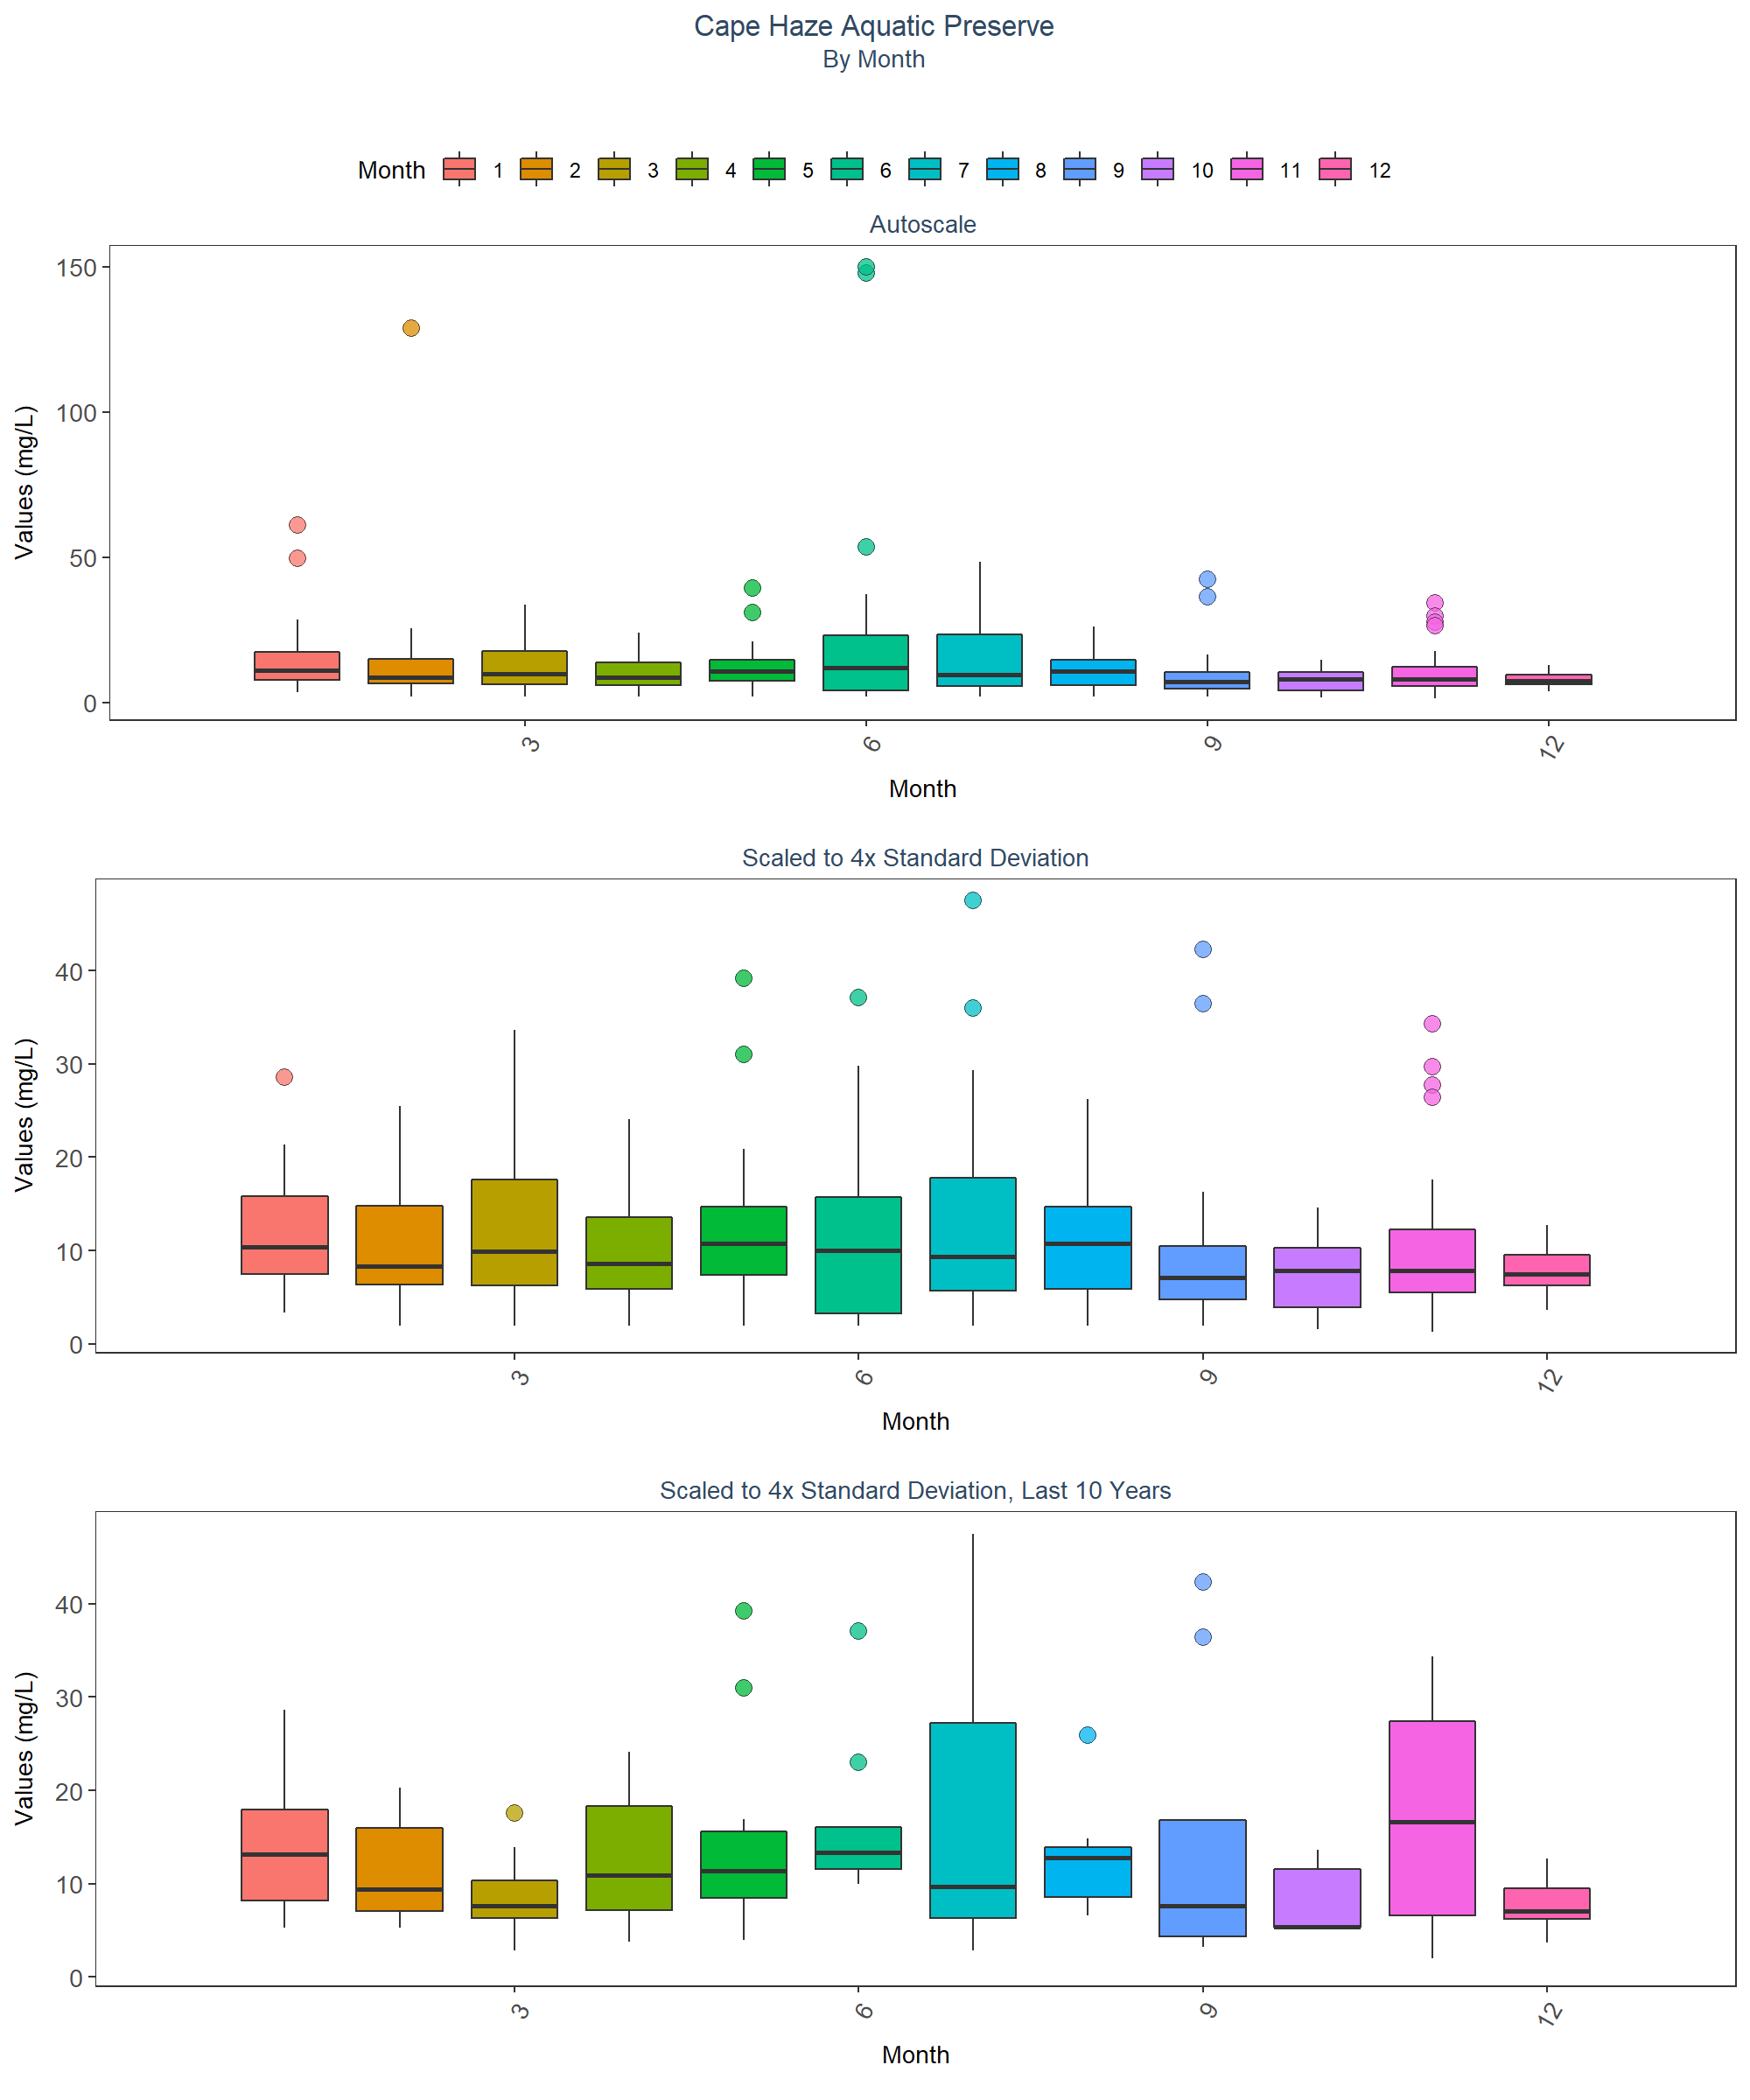 Cape Haze Aquatic Preserve
By Month
Month 1 2 3 4 5 6 7 8 9 10 11 12
Autoscale
150
100
50
0
Values (mg/L)
3 6 9 12
Month
Scaled to 4x Standard Deviation
40
30
20
10
0
Values (mg/L)
3 6 9 12
Month
Scaled to 4x Standard Deviation, Last 10 Years
40
30
20
10
0
Values (mg/L)
3 6 9 12
Month